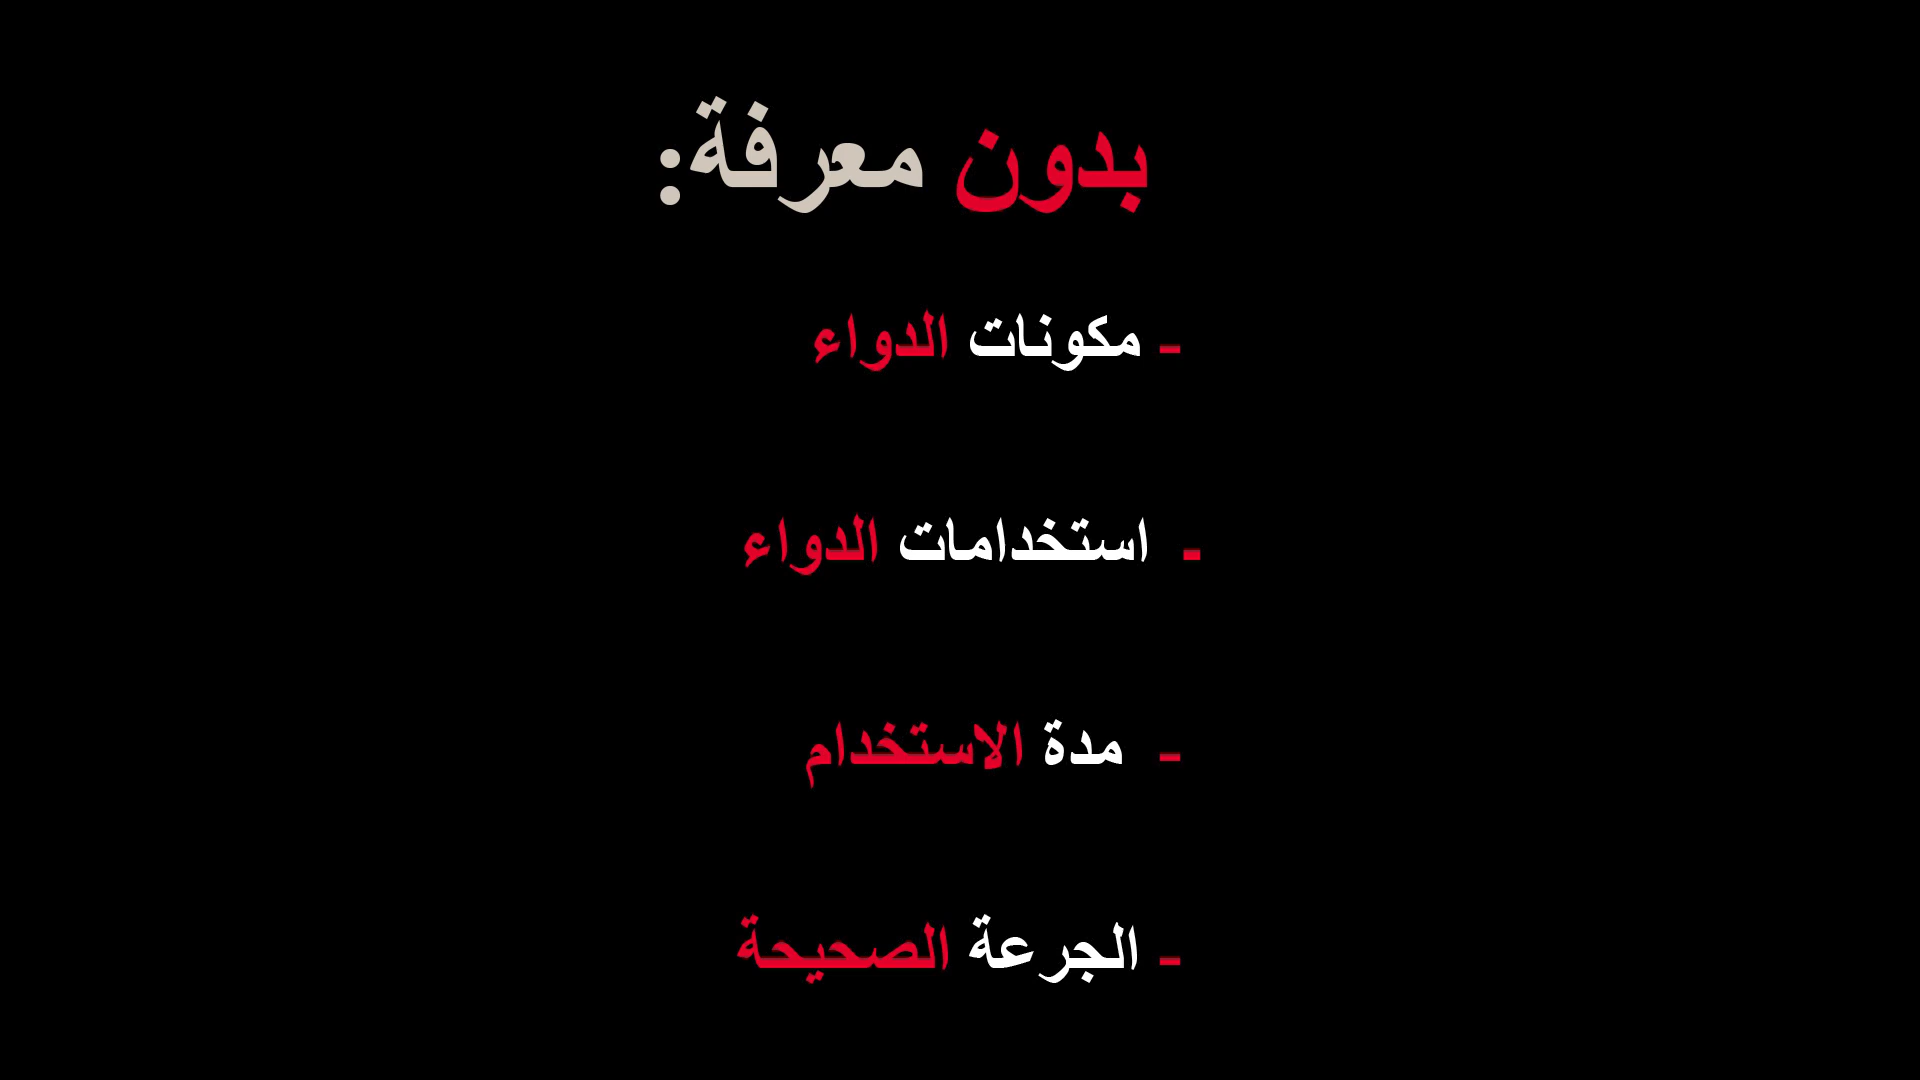 بدون معرفة:
- مكونات الدواء
- استخدامات الدواء
- مدة الاستخدام
- الجرعة الصحيحة